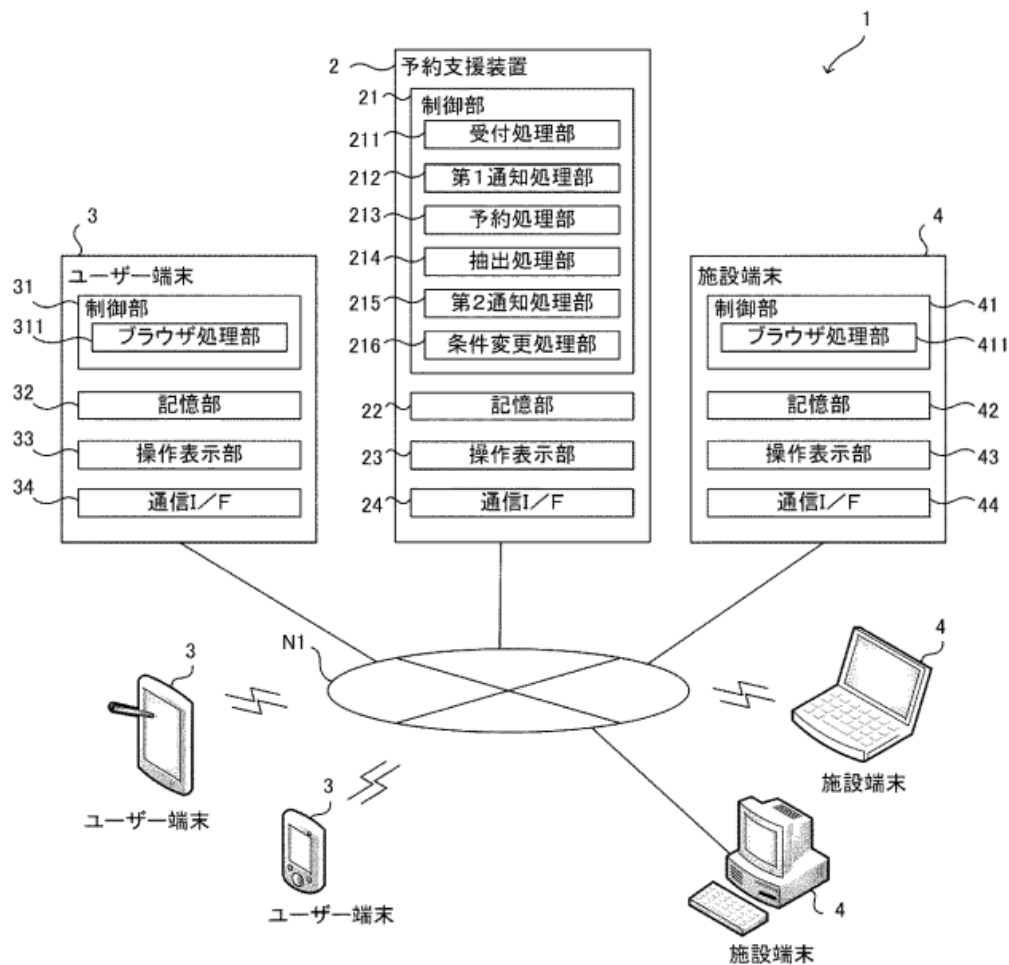 1
2
予約支援装置
21
制御部
211
受付処理部
212
第1通知処理部
213
予約処理部
214
抽出処理部
215
第2通知処理部
216
条件変更処理部
22
記憶部
23
操作表示部
24
通信I/F
3
ユーザー端末
31
制御部
311
ブラウザ処理部
32
記憶部
33
操作表示部
34
通信I/F
4
施設端末
制御部
41
ブラウザ処理部
411
記憶部
42
操作表示部
43
通信I/F
44
N1
3
ユーザー端末
3
ユーザー端末
4
施設端末
4
施設端末